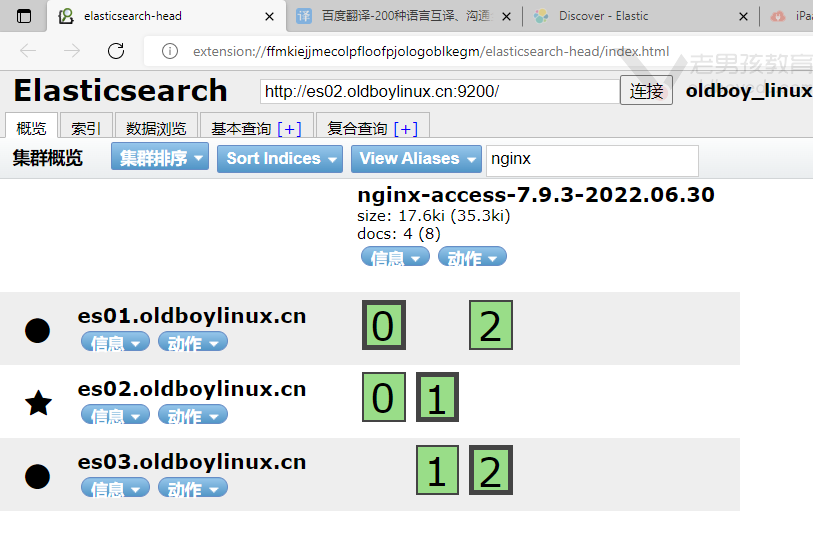 elasticsearch-head
百度翻译-200种语言互译、沟通
Discover - Elastic
iPa
extension://ffmkiejjmecolpfloofpjologoblkegm/elasticsearch-head/index.html
老男孩教育
Elasticsearch
http://es02.oldboylinux.cn:9200/
连接
oldboy_linux
概览 索引 数据浏览 基本查询 [+] 复合查询 [+]
集群概览 集群排序 Sort Indices View Aliases nginx
nginx-access-7.9.3-2022.06.30
size: 17.6ki (35.3ki)
docs: 4 (8)
信息 动作
es01.oldboylinux.cn
信息 动作
0 2
es02.oldboylinux.cn
信息 动作
0 1
es03.oldboylinux.cn
信息 动作
1 2